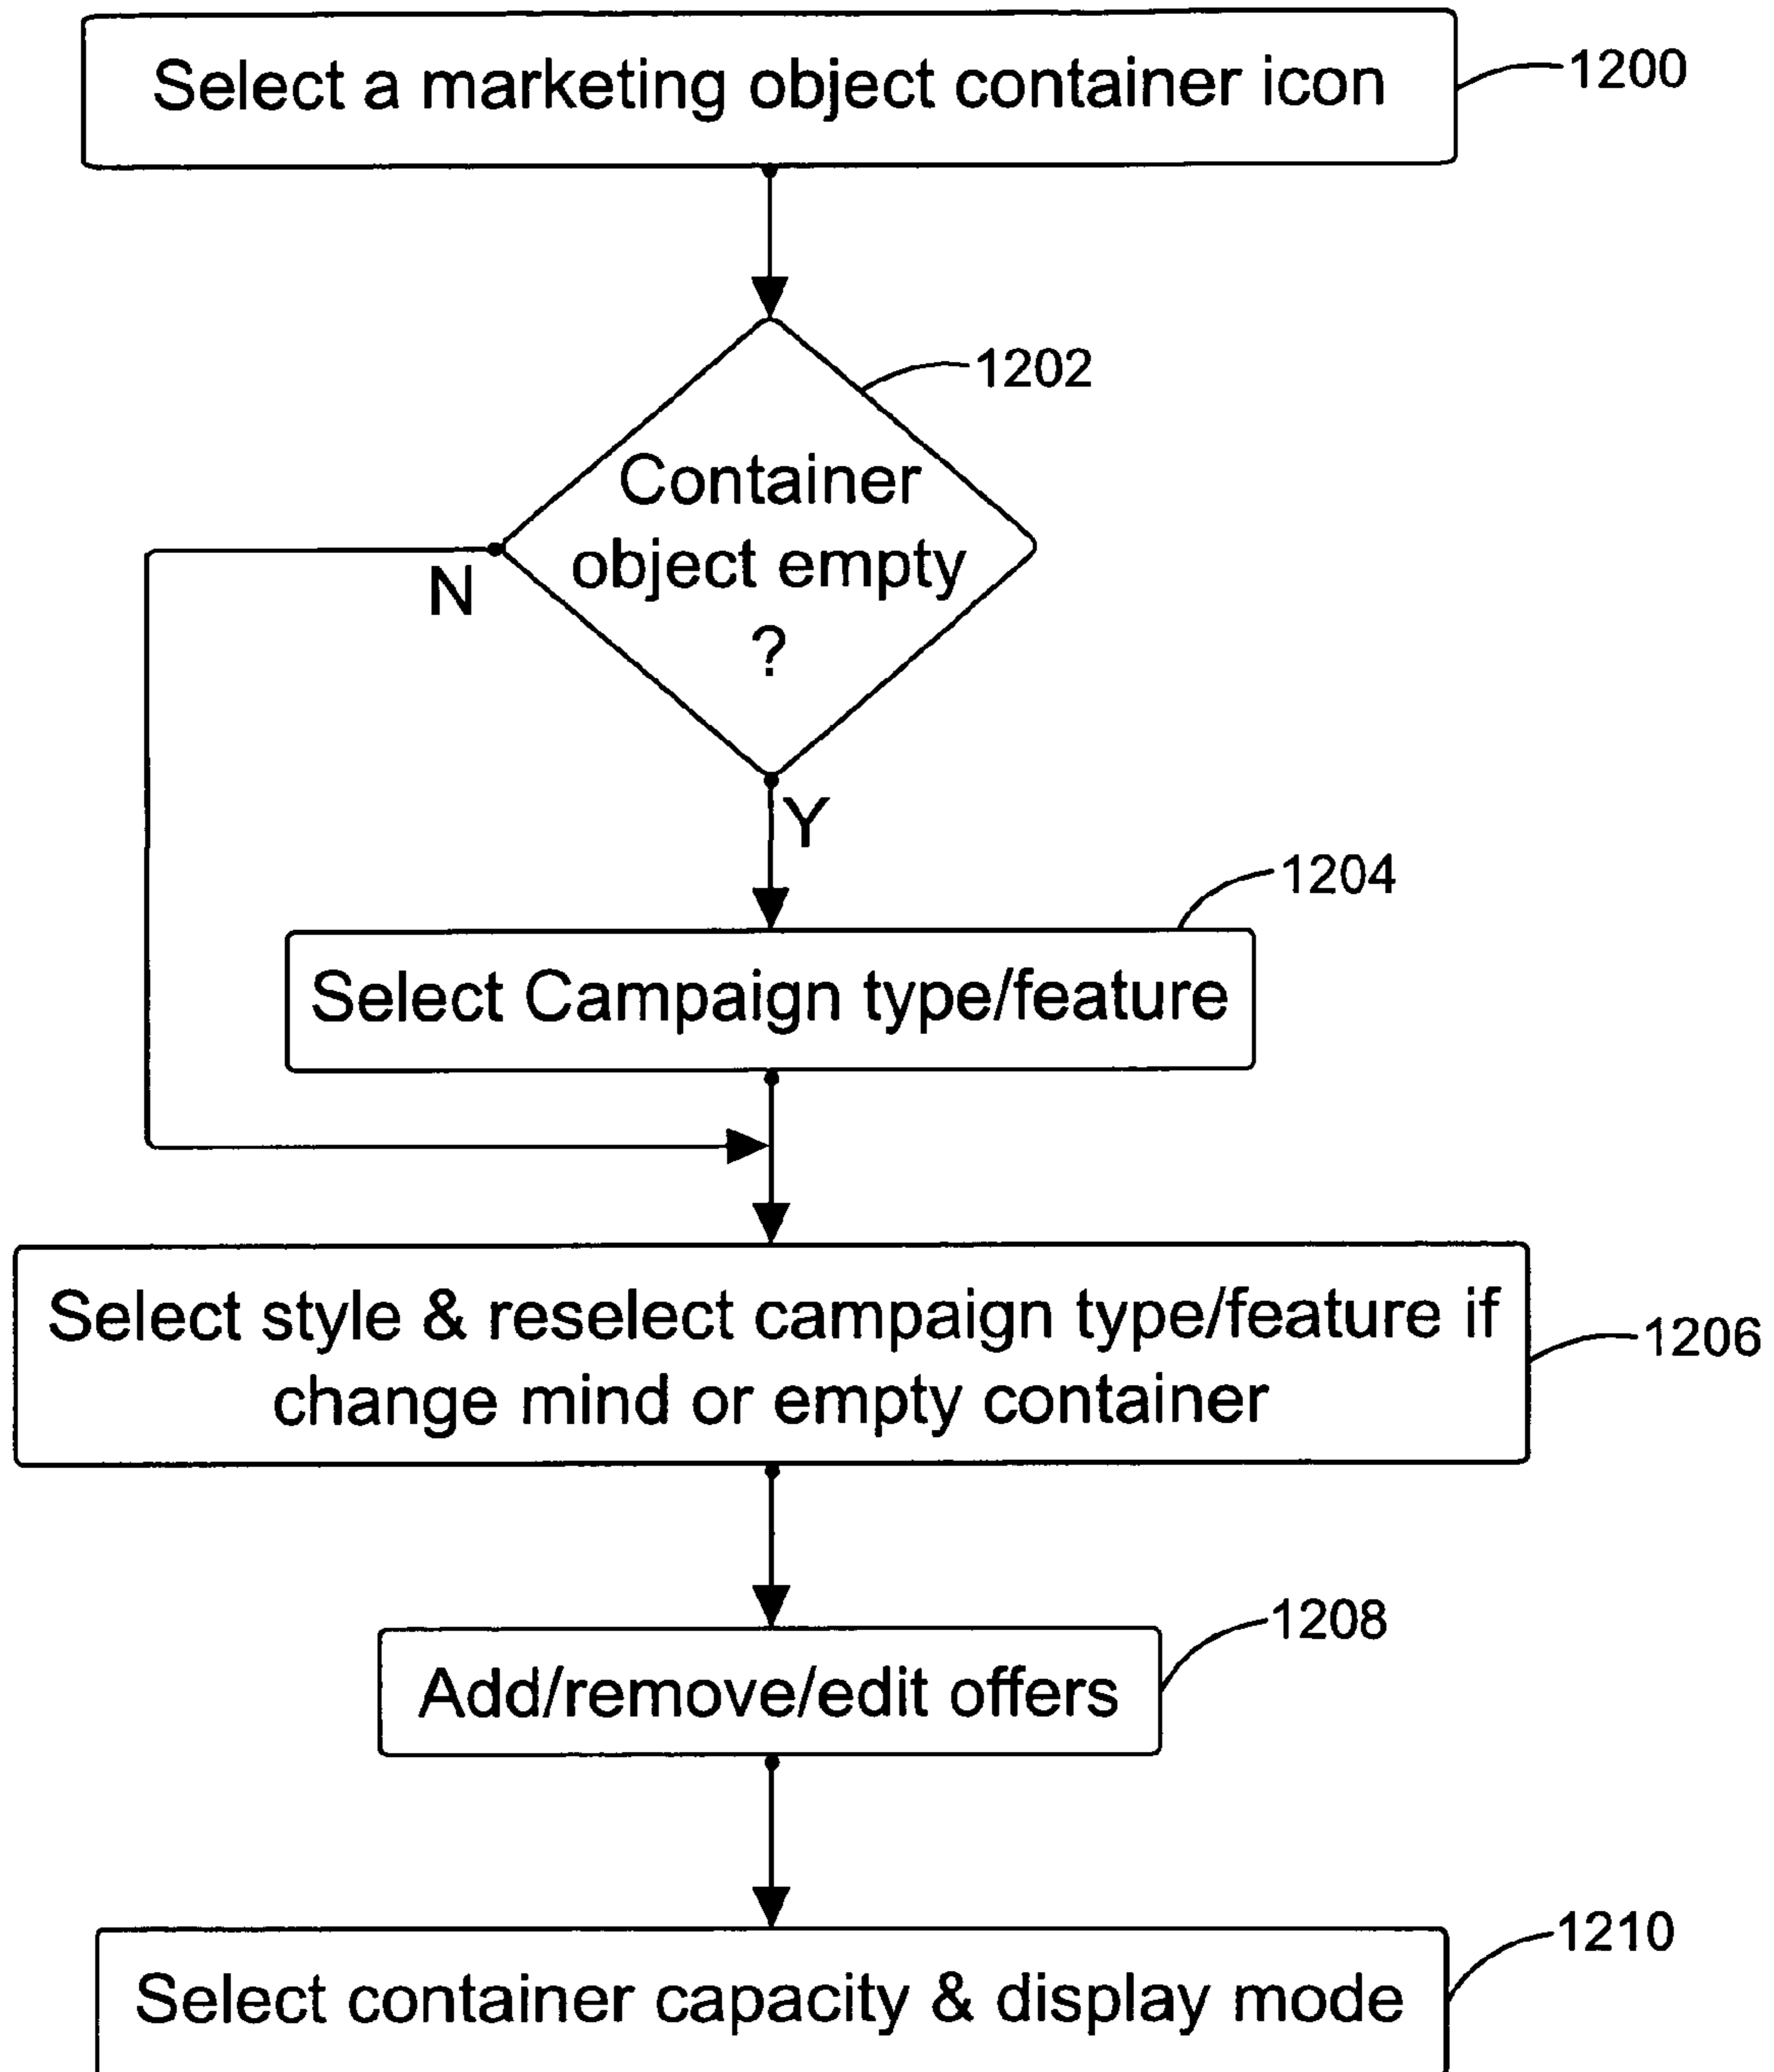 Select a marketing object container icon
1200
1202
Container
object empty
?
N
Y
1204
Select Campaign type/feature
Select style & reselect campaign type/feature if
change mind or empty container
1206
1208
Add/remove/edit offers
1210
Select container capacity & display mode